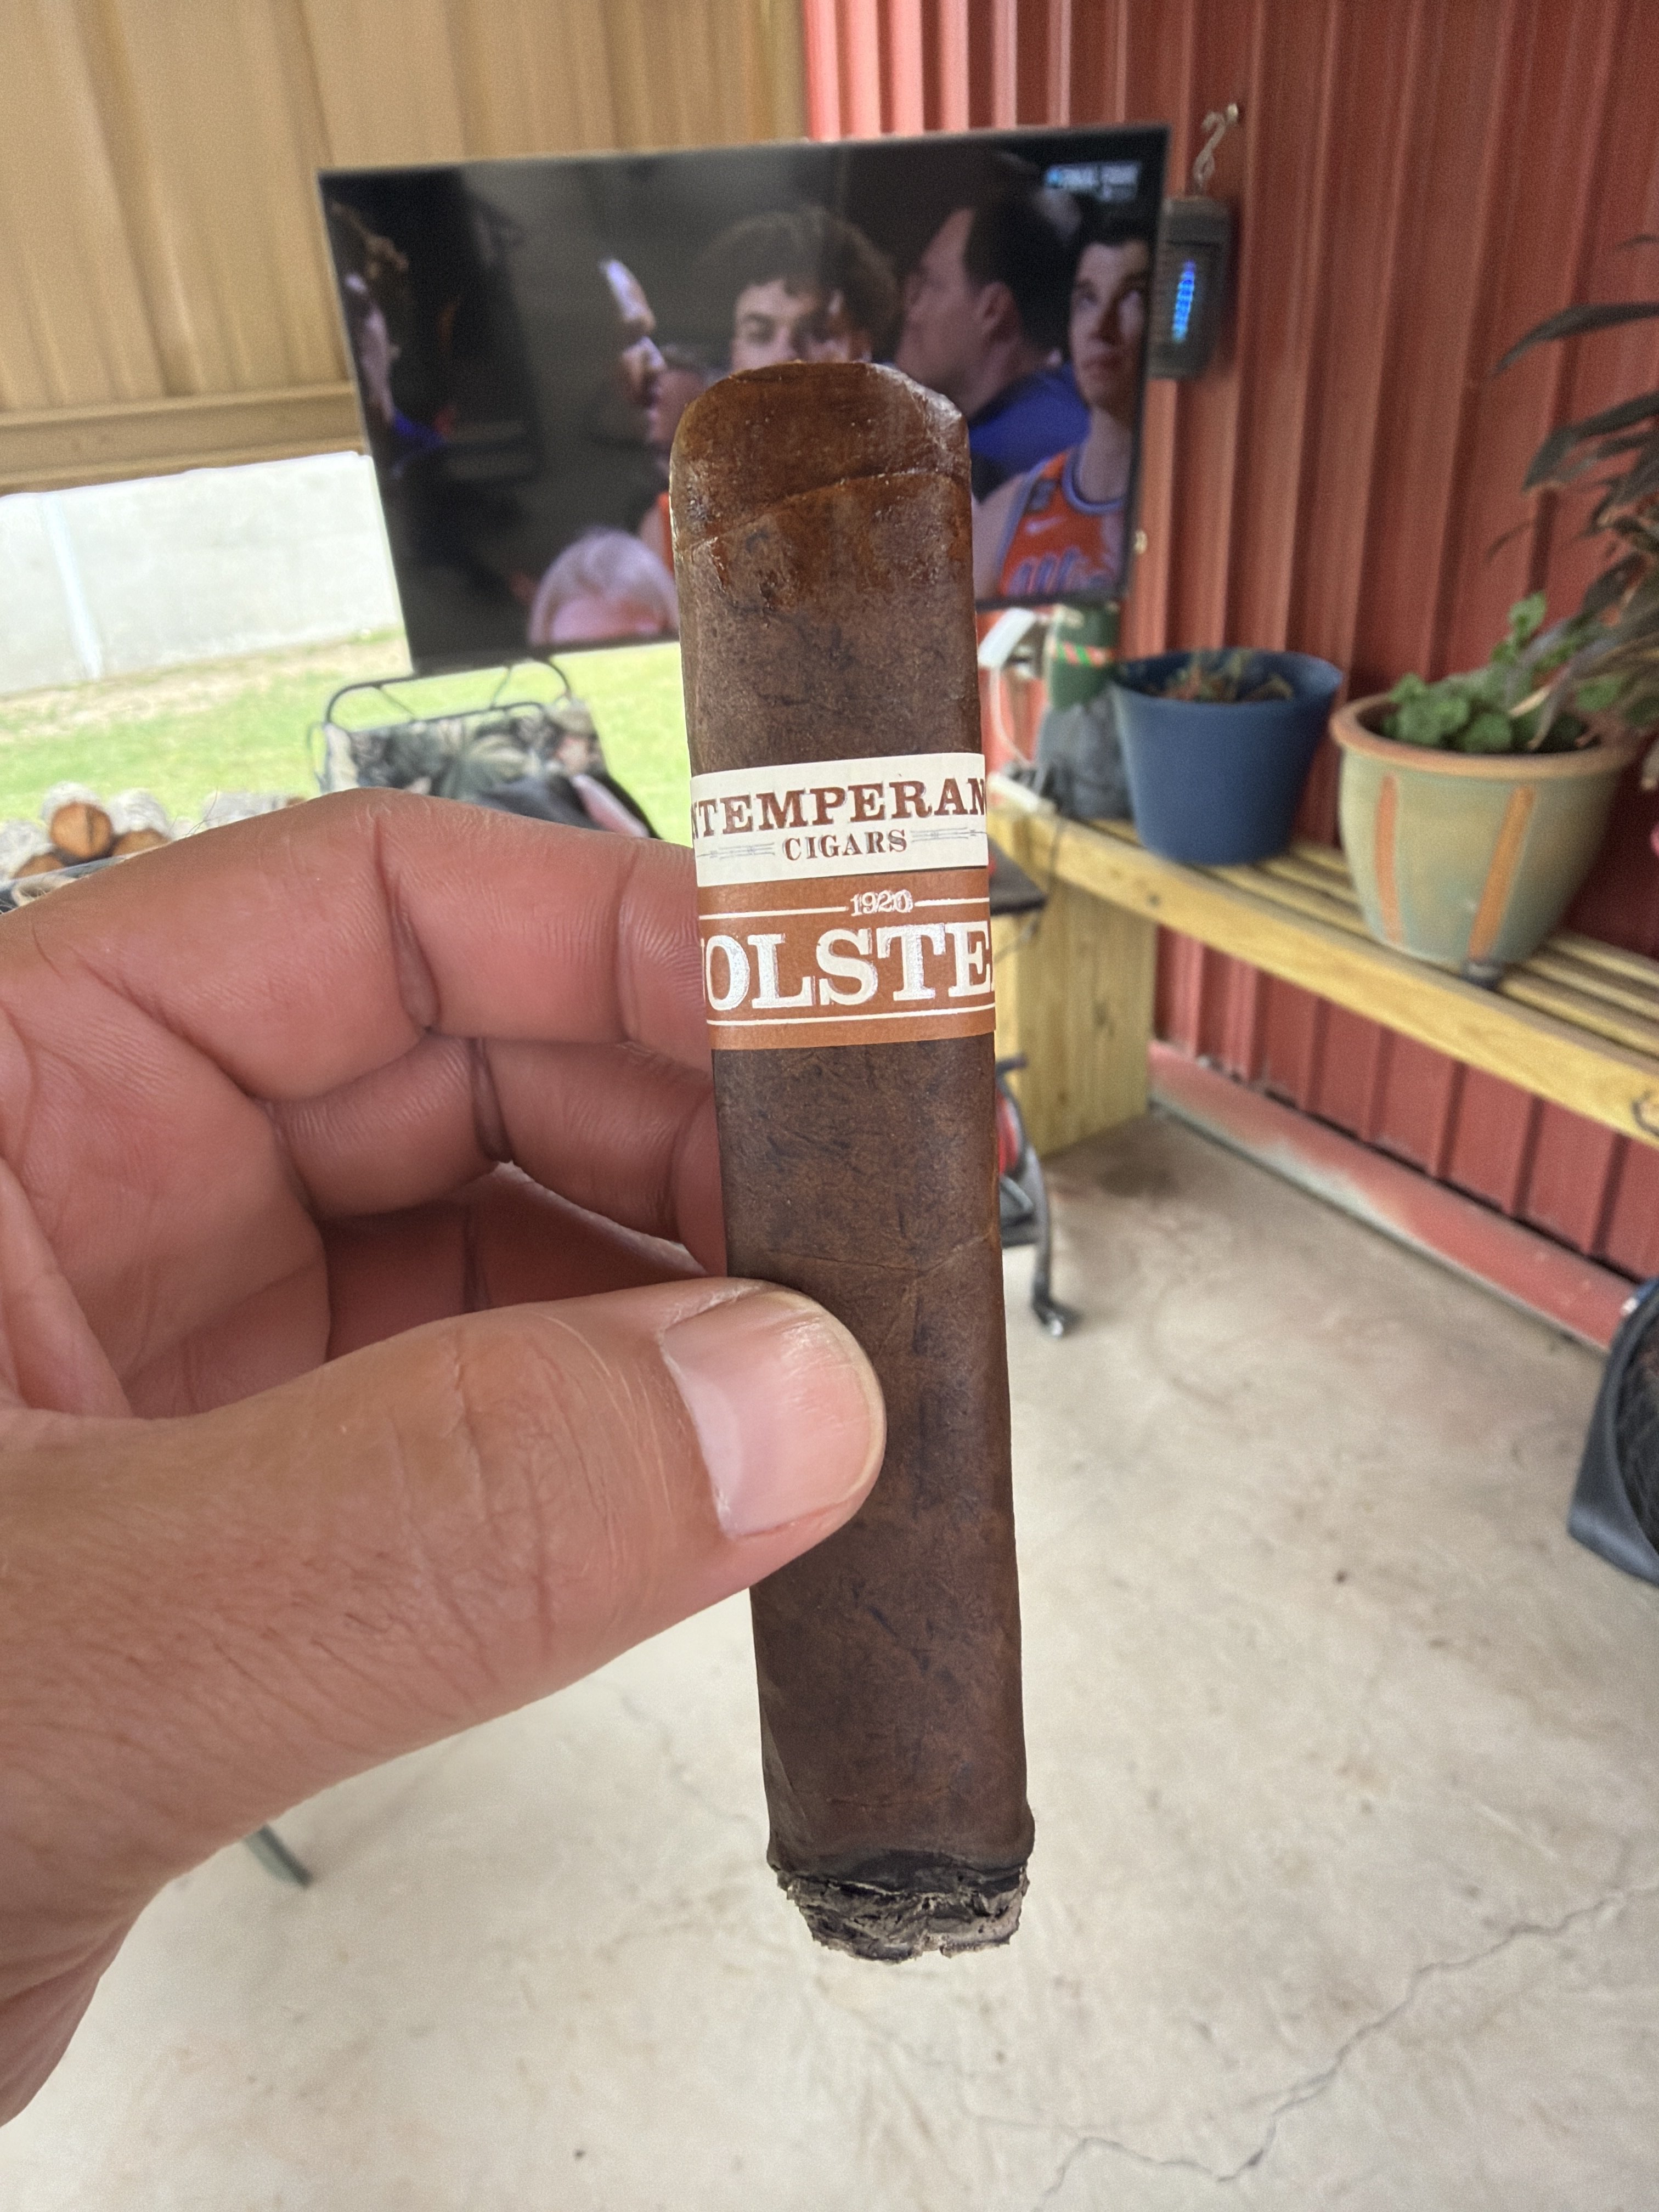 NTEMPERAN
CIGARS
1920
OLSTE